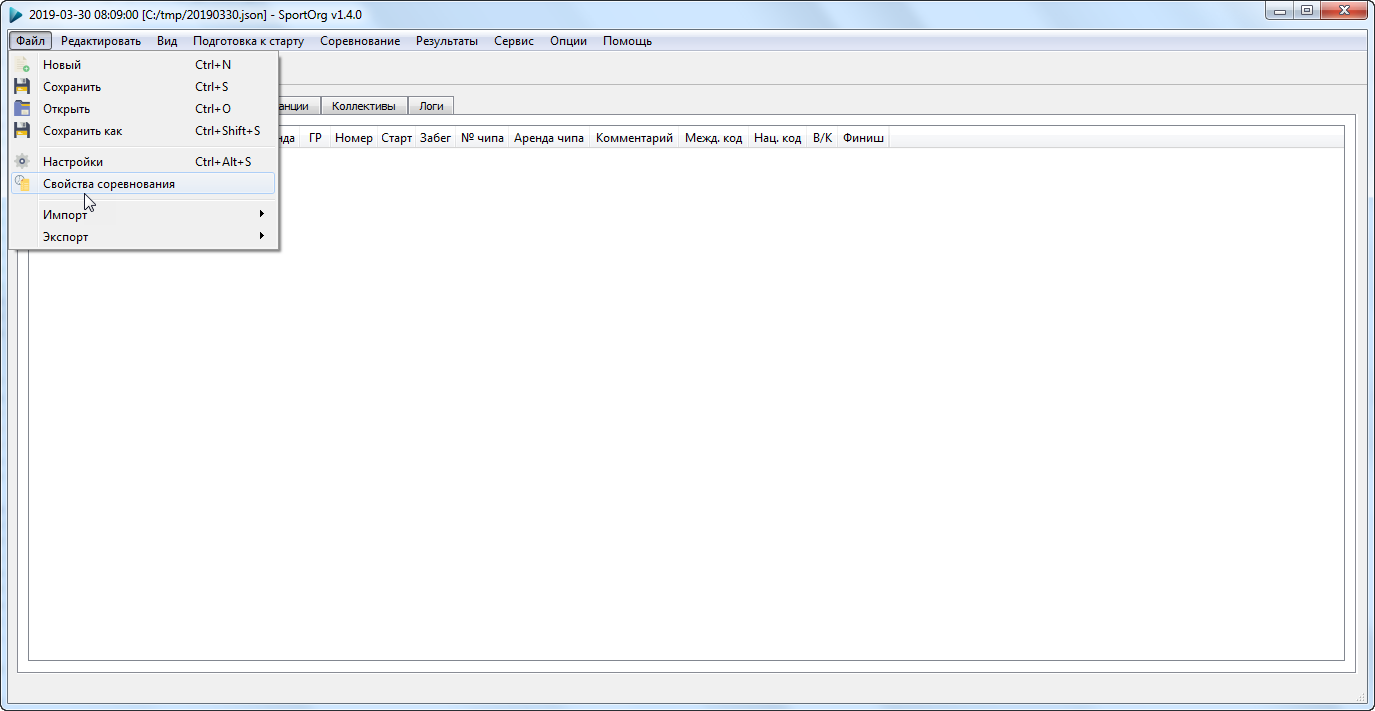 2019-03-30 08:09:00 [C:/tmp/20190330.json] - SportOrg v1.4.0
Файл Редактировать Вид Подготовка к старту Соревнование Результаты Сервис Опции Помощь
Новый Ctrl+N
Сохранить Ctrl+S
Открыть Ctrl+O
Сохранить как Ctrl+Shift+S
Настройки Ctrl+Alt+S
Свойства соревнования
Импорт
Экспорт
анции Коллективы Логи
нда ГР Номер Старт Забег № чипа Аренда чипа Комментарий Межд. код Нац. код В/К Финиш